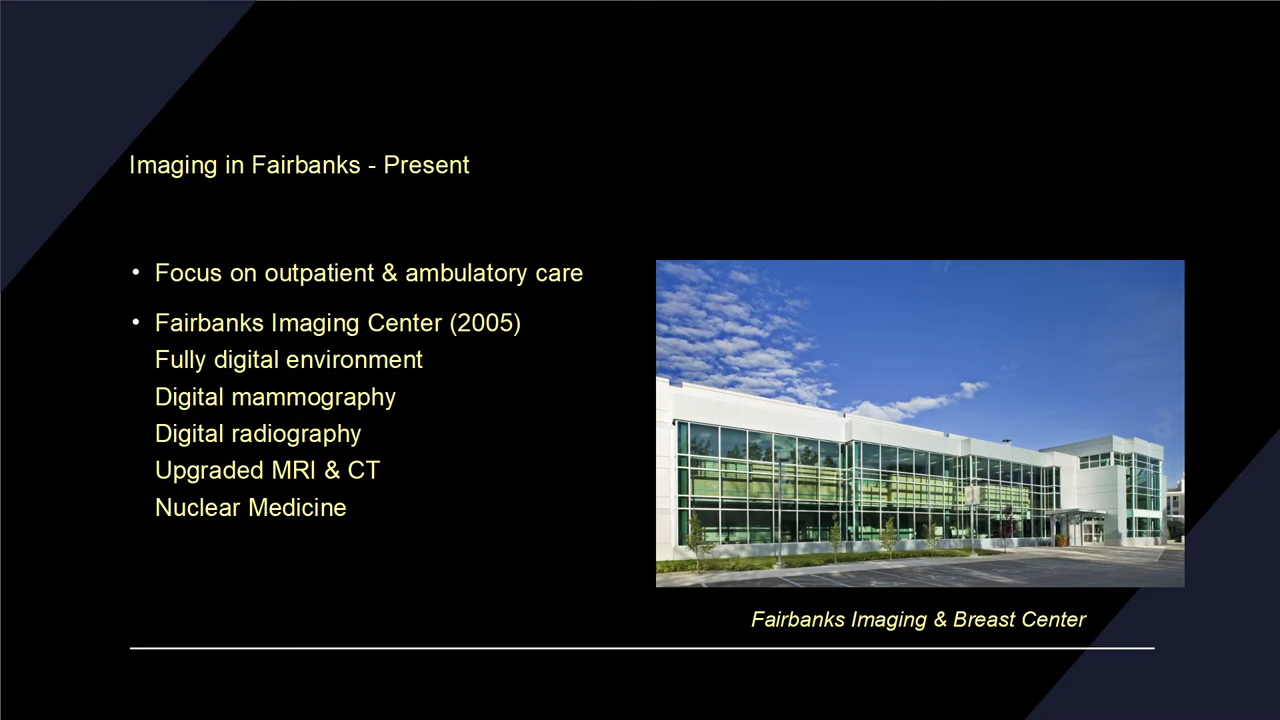 Imaging in Fairbanks - Present
• Focus on outpatient & ambulatory care
• Fairbanks Imaging Center (2005)
Fully digital environment
Digital mammography
Digital radiography
Upgraded MRI & CT
Nuclear Medicine
Fairbanks Imaging & Breast Center